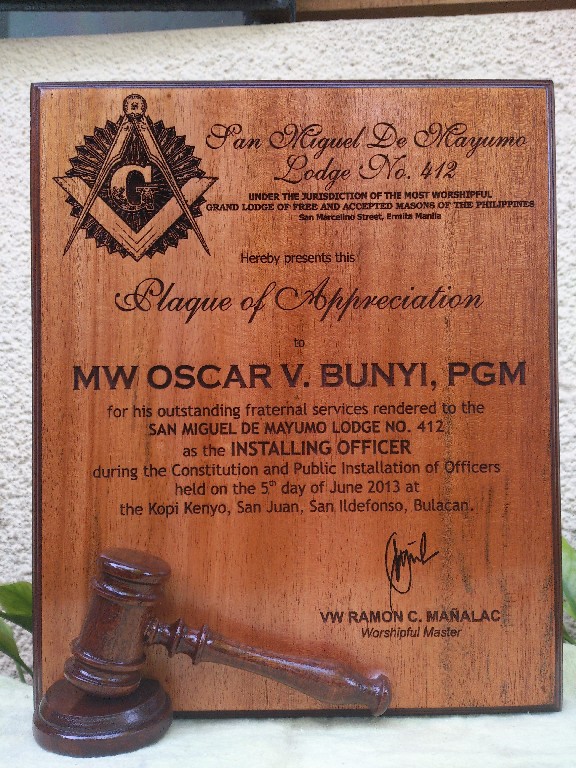 G
San Miguel De Mayumo
Lodge No. 412
UNDER THE JURISDICTION OF THE MOST WORSHIPFUL
GRAND LODGE OF FREE AND ACCEPTED MASONS OF THE PHILIPPINES
San Marcelino Street, Ermita Manila
Hereby presents this
Plaque of Appreciation
to
MW OSCAR V. BUNYI, PGM
for his outstanding fraternal services rendered to the
SAN MIGUEL DE MAYUMO LODGE NO. 412
as the INSTALLING OFFICER
during the Constitution and Public Installation of Officers
held on the 5th day of June 2013 at
the Kopi Kenyo, San Juan, San Ildefonso, Bulacan.
VW RAMON C. MAÑALAC
Worshipful Master